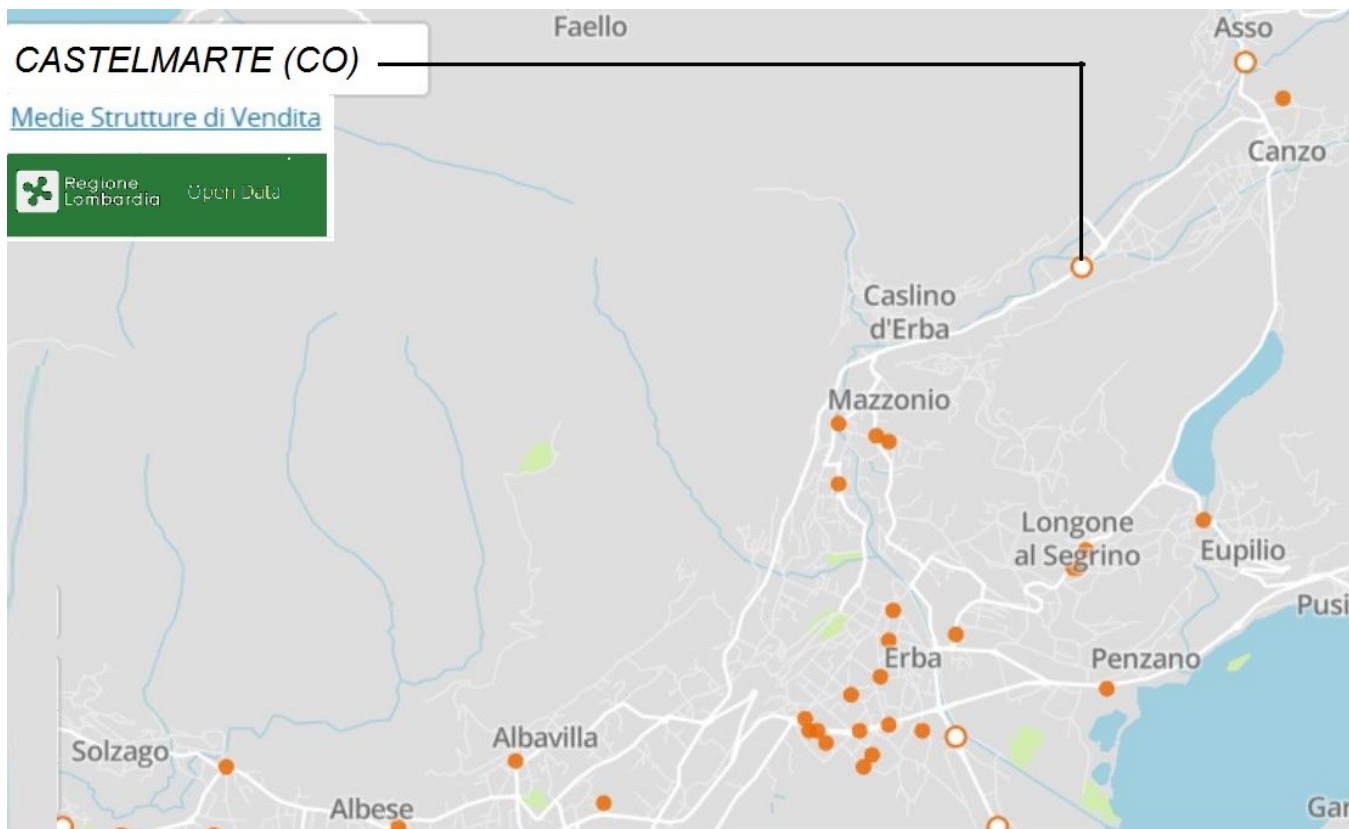 Faello
Asso
CASTELMARTE (CO)
Medie Strutture di Vendita
Canzo
Regione
Lombardia
Open Data
Caslino
d'Erba
Mazzonio
Longone
al Segrino
Eupilio
Pusi
Erba
Penzano
Solzago
Albavilla
Albese
Gar